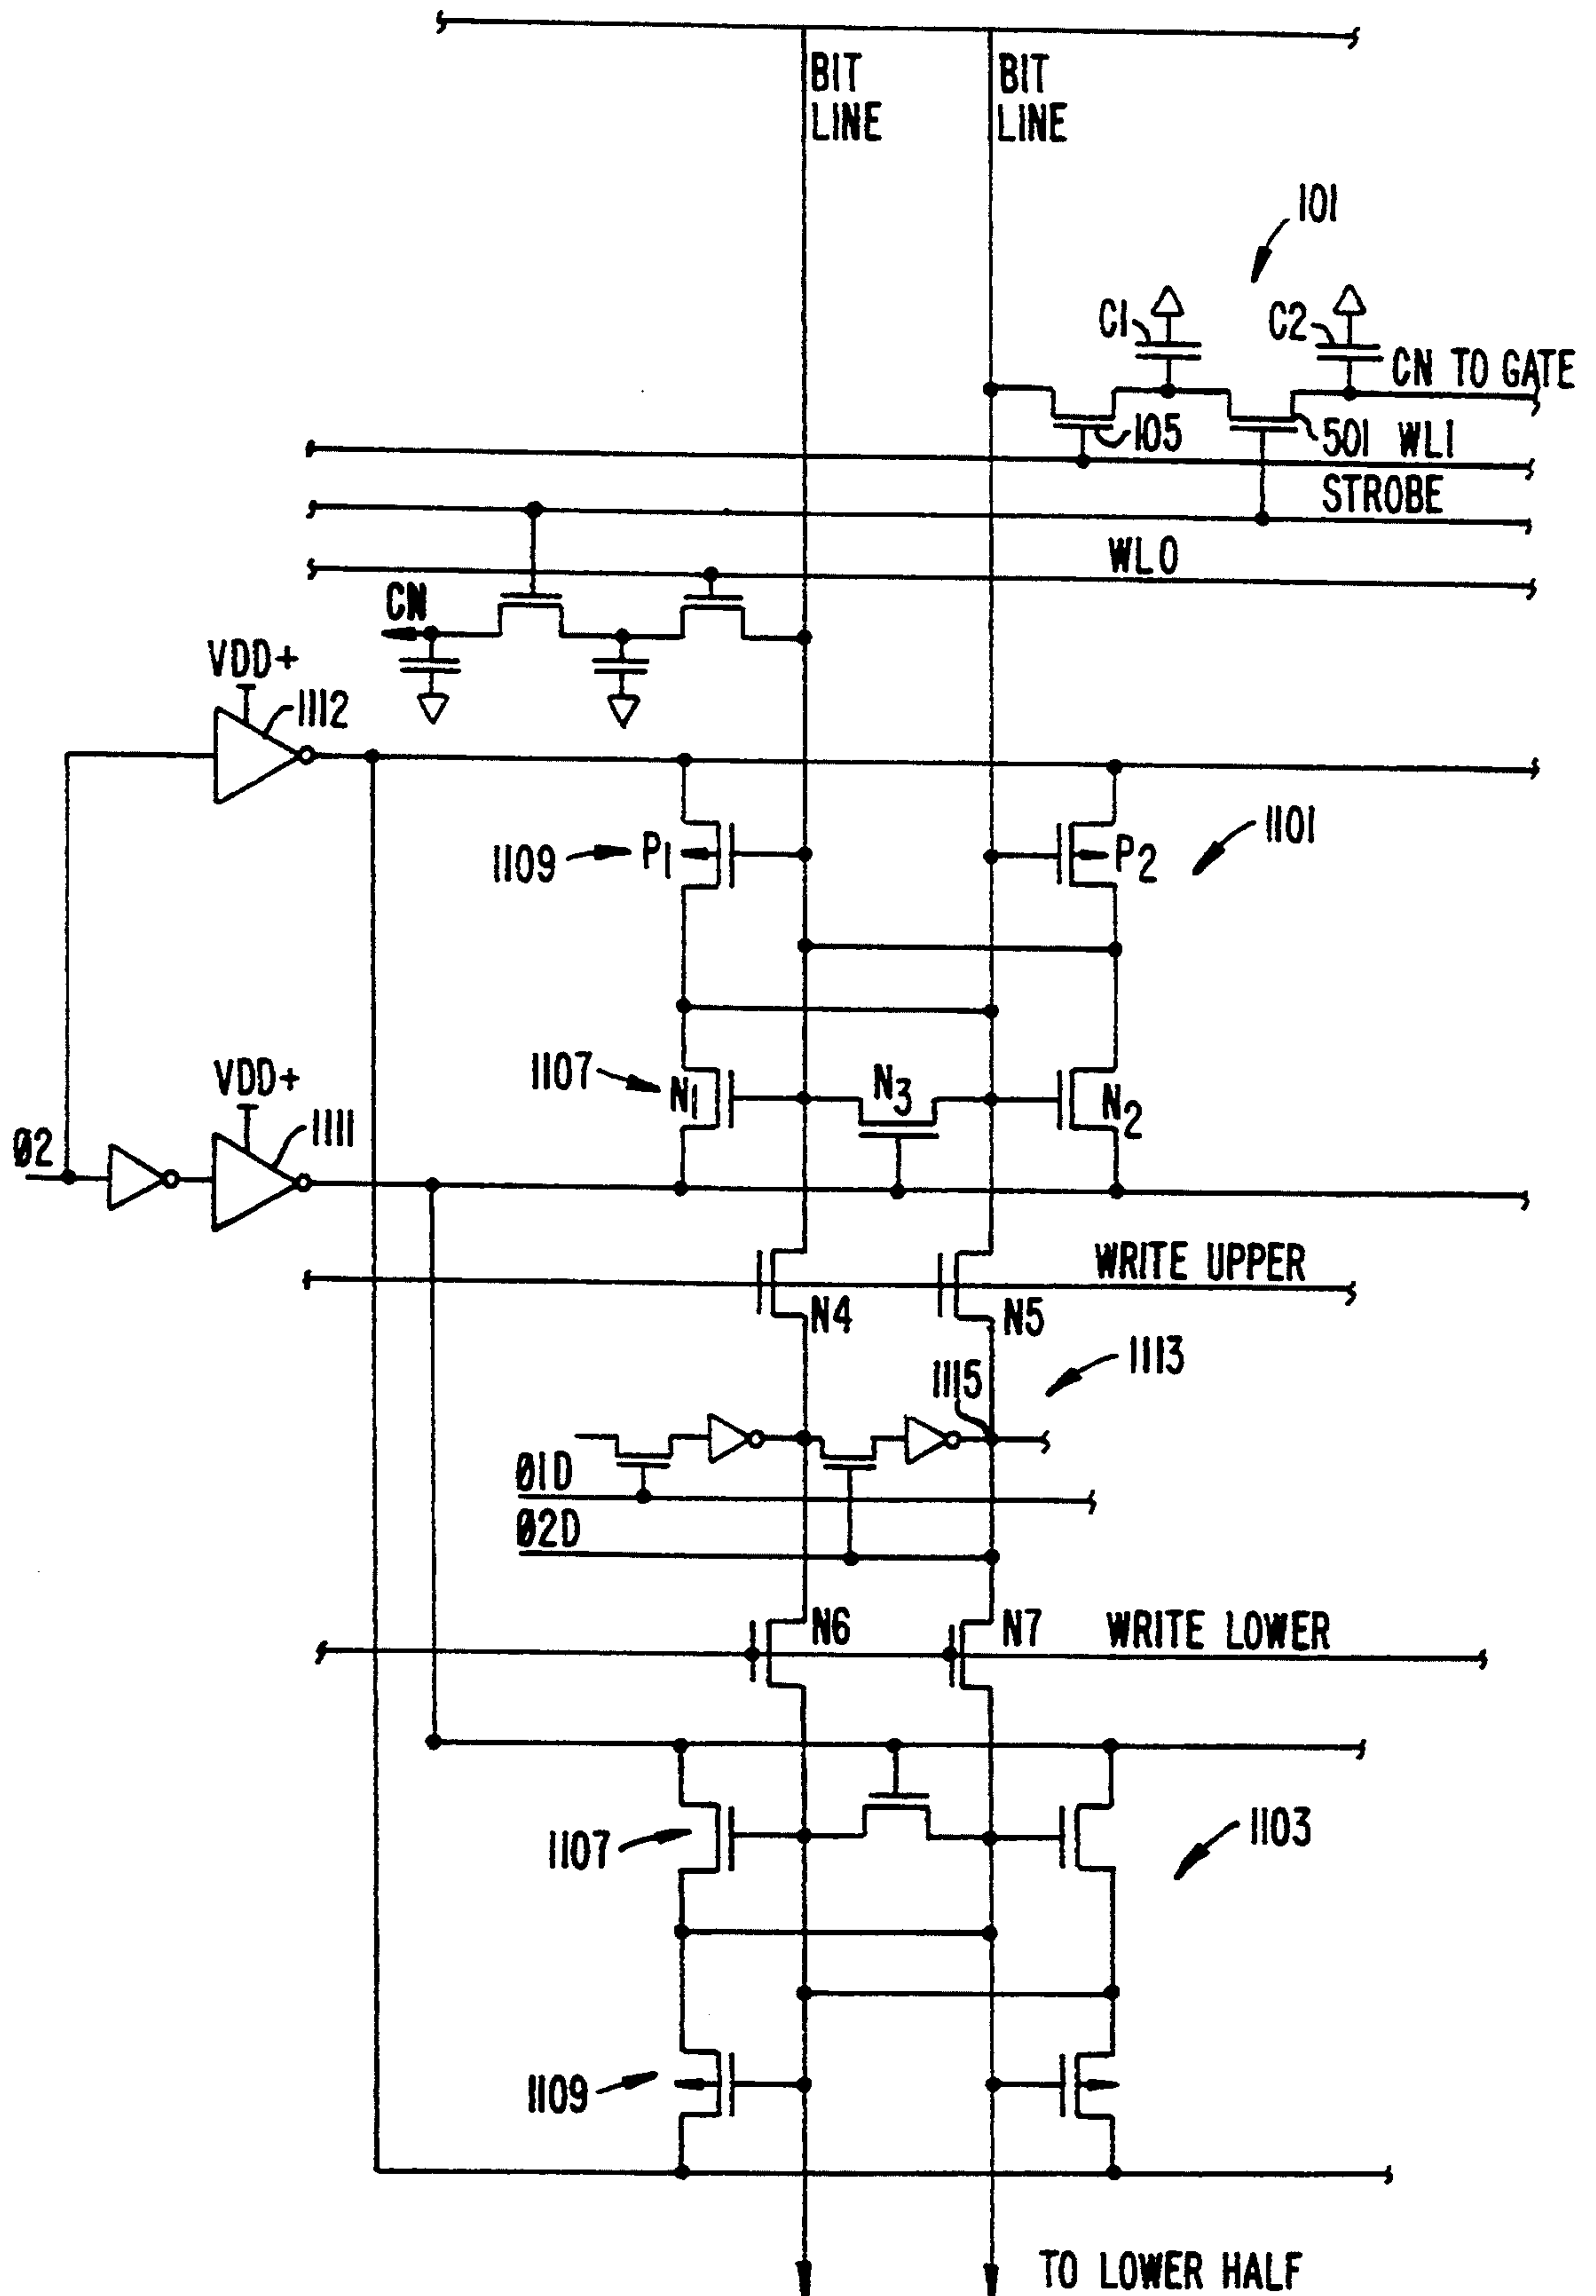 BIT
LINE
BIT
LINE
101
C1
C2
CN TO GATE
105
501 WL1
STROBE
WL0
CN
VDD+
1112
1109
P1
P2
1101
1107
N1
N3
N2
VDD+
1111
Ø2
WRITE UPPER
N4
N5
1113
1115
Ø1D
Ø2D
N6
N7
WRITE LOWER
1107
1103
1109
TO LOWER HALF